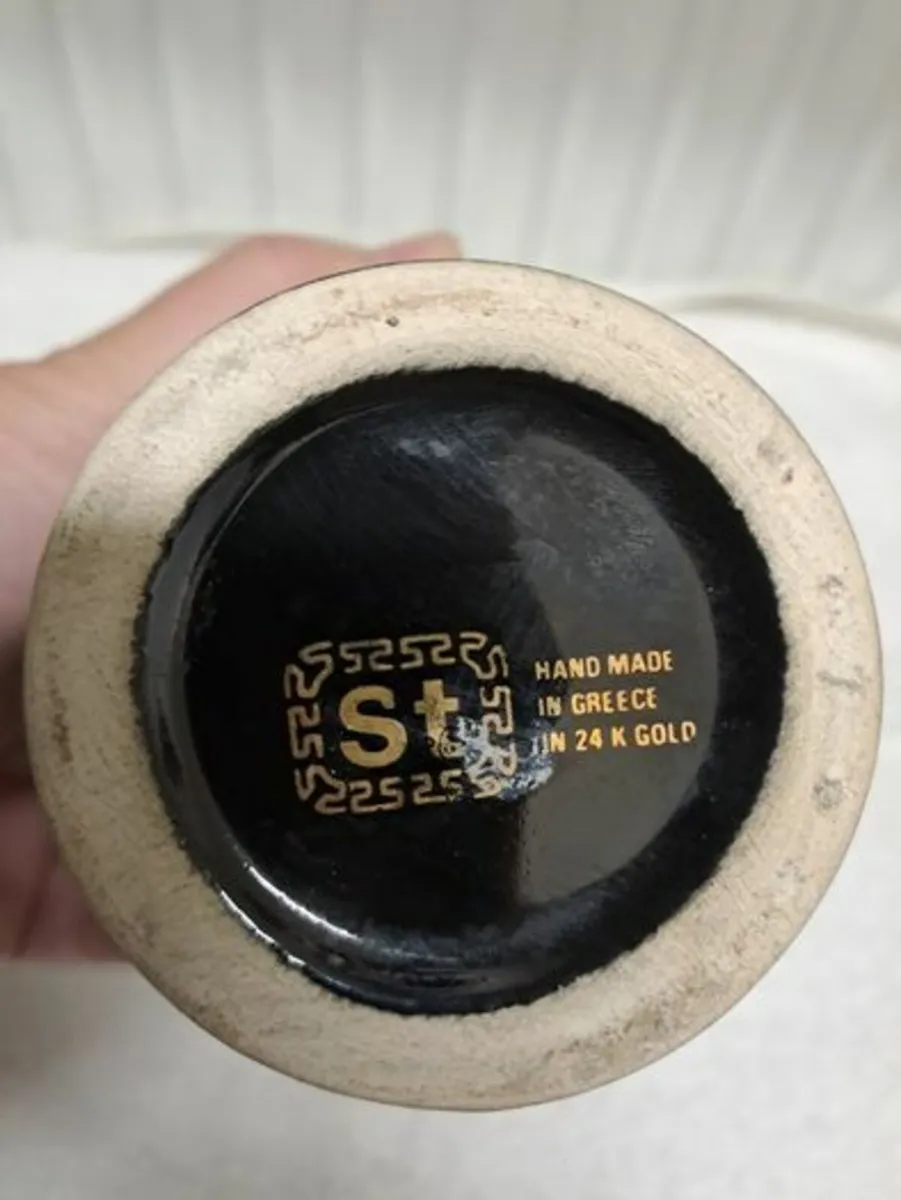 St
HAND MADE
IN GREECE
IN 24 K GOLD